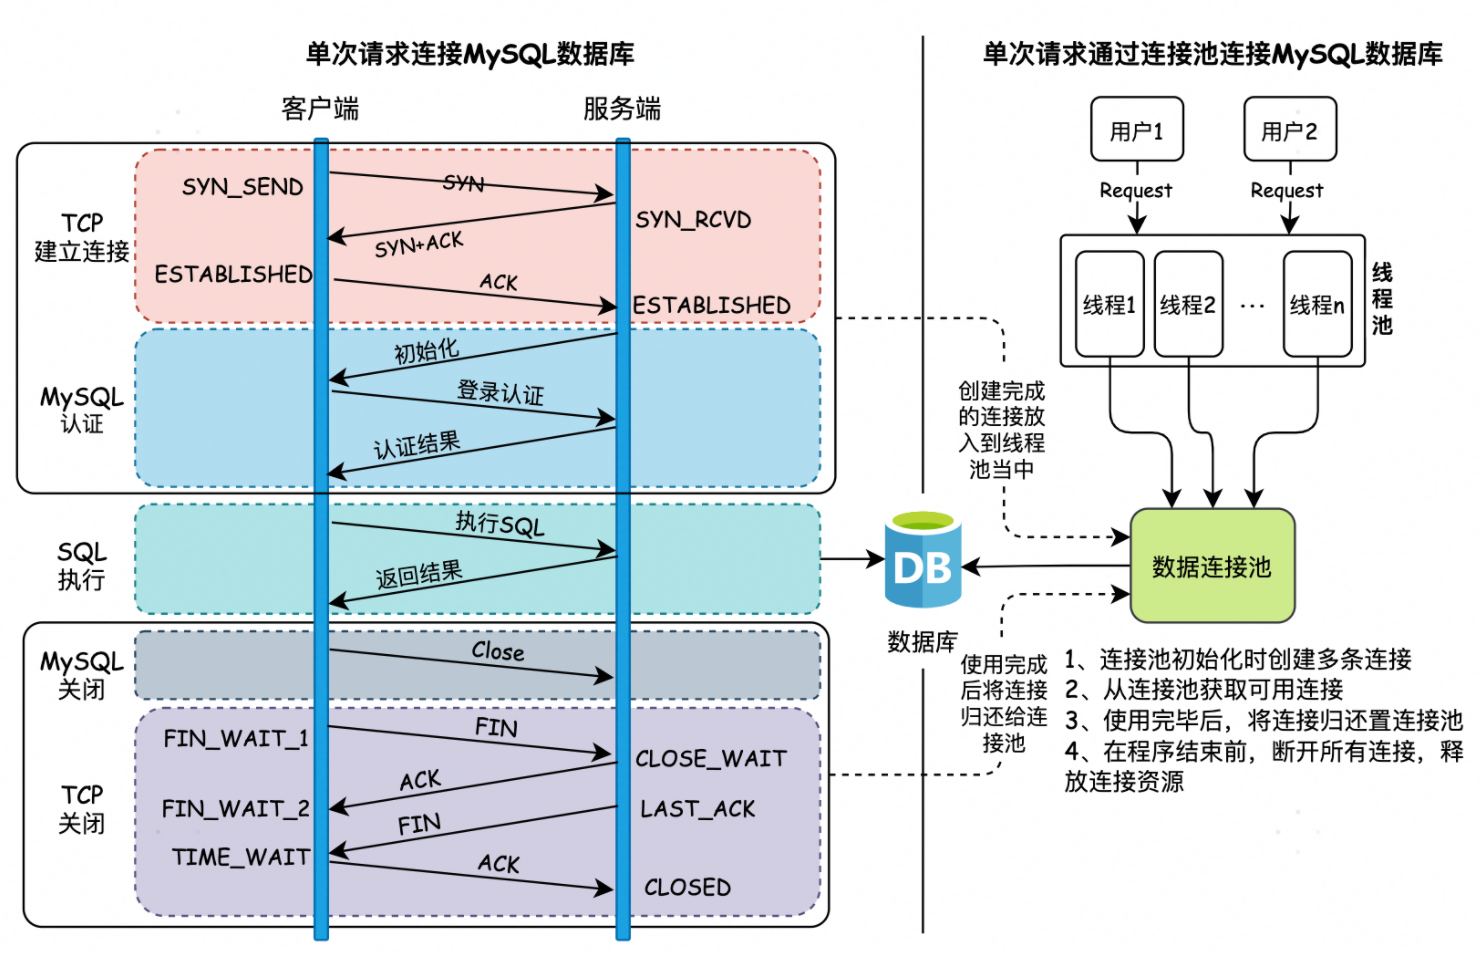 单次请求连接MySQL数据库
客户端
服务端
TCP
建立连接
SYN_SEND
SYN
SYN_RCVD
SYN+ACK
ESTABLISHED
ACK
ESTABLISHED
MySQL
认证
初始化
登录认证
认证结果
SQL
执行
执行SQL
返回结果
MySQL
关闭
Close
TCP
关闭
FIN_WAIT_1
FIN
CLOSE_WAIT
ACK
FIN_WAIT_2
LAST_ACK
FIN
TIME_WAIT
ACK
CLOSED
DB
数据库
单次请求通过连接池连接MySQL数据库
用户1
用户2
Request
Request
线程1
线程2
...
线程n
线
程
池
创建完成
的连接放
入到线程
池当中
数据连接池
使用完成
后将连接
归还给连
接池
1、连接池初始化时创建多条连接
2、从连接池获取可用连接
3、使用完毕后，将连接归还置连接池
4、在程序结束前，断开所有连接，释
放连接资源